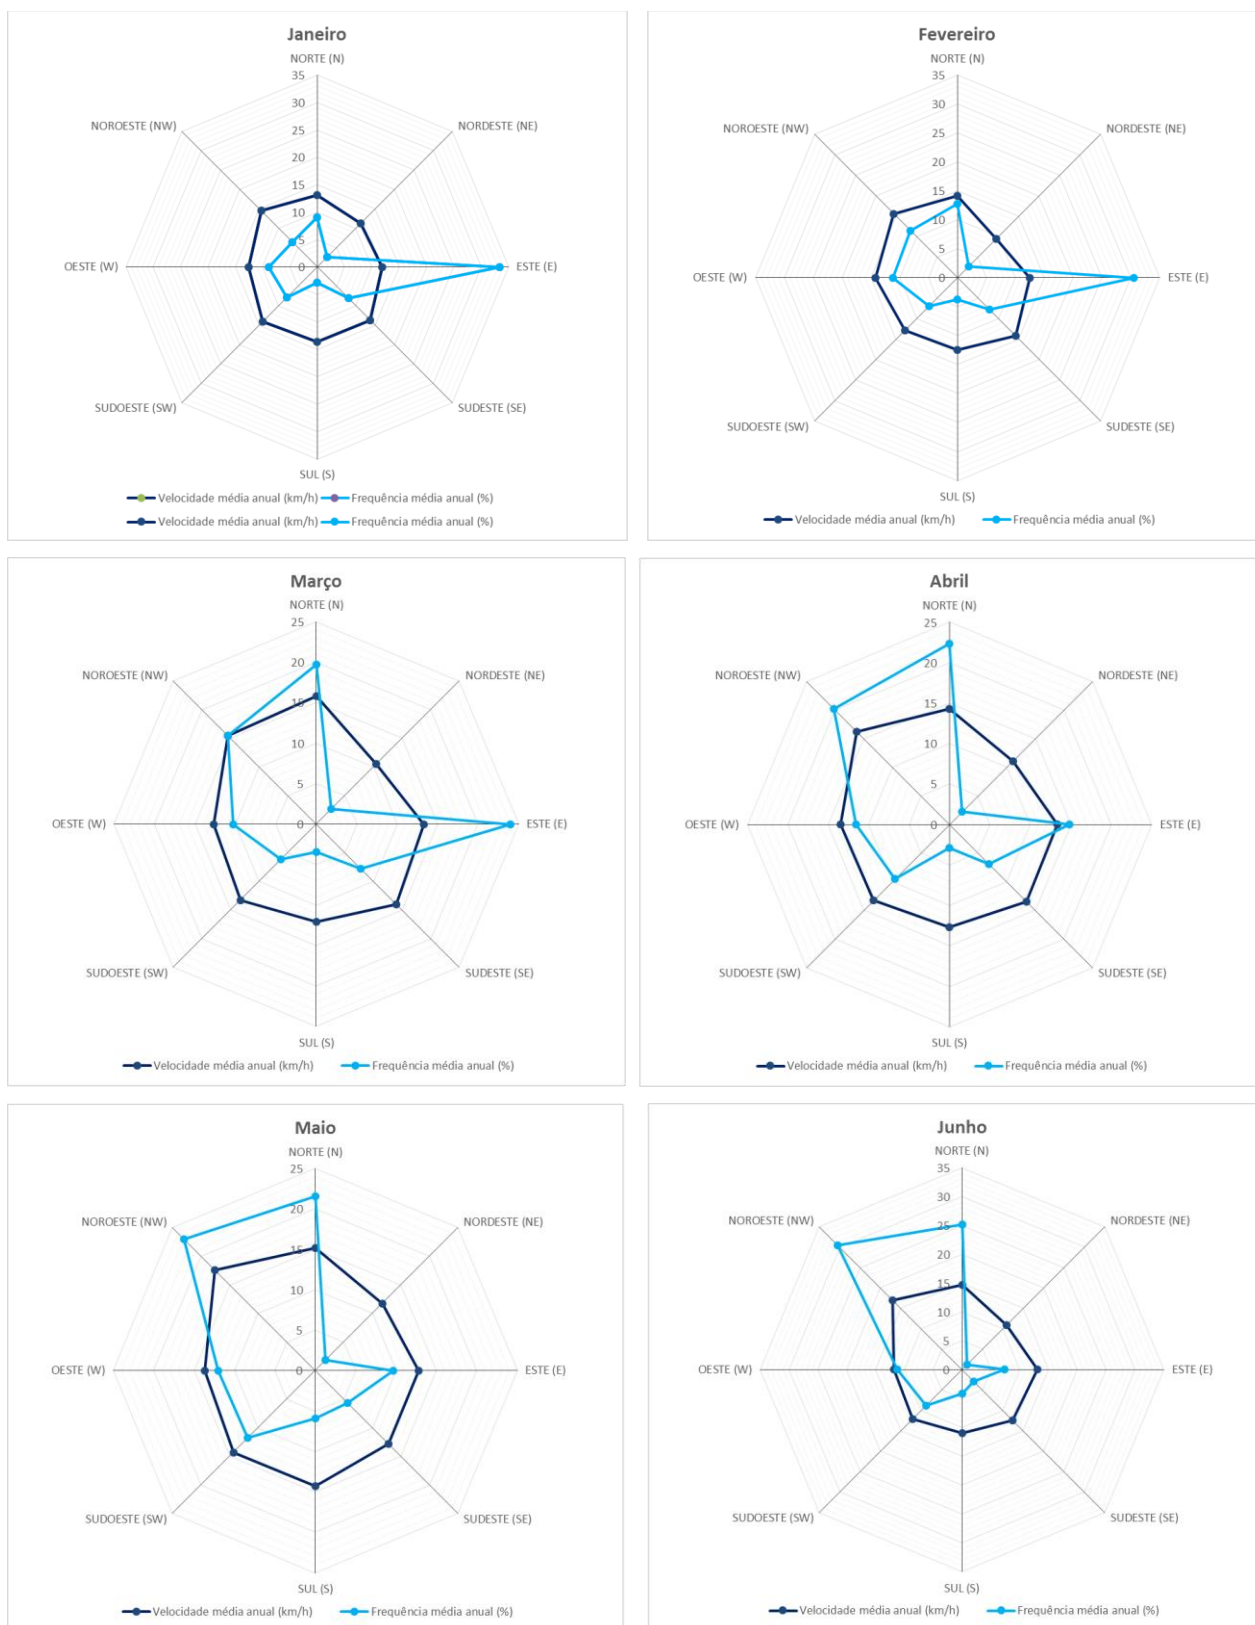 Janeiro
NORTE (N)
35
30
25
20
15
10
5
0
NOROESTE (NW)
NORDESTE (NE)
OESTE (W)
ESTE (E)
SUDOESTE (SW)
SUDESTE (SE)
SUL (S)
Velocidade média anual (km/h) Frequência média anual (%)
Velocidade média anual (km/h) Frequência média anual (%)
Fevereiro
NORTE (N)
35
30
25
20
15
10
5
0
NOROESTE (NW)
NORDESTE (NE)
OESTE (W)
ESTE (E)
SUDOESTE (SW)
SUDESTE (SE)
SUL (S)
Velocidade média anual (km/h) Frequência média anual (%)
Março
NORTE (N)
25
20
15
10
5
0
NOROESTE (NW)
NORDESTE (NE)
OESTE (W)
ESTE (E)
SUDOESTE (SW)
SUDESTE (SE)
SUL (S)
Velocidade média anual (km/h) Frequência média anual (%)
Abril
NORTE (N)
25
20
15
10
5
0
NOROESTE (NW)
NORDESTE (NE)
OESTE (W)
ESTE (E)
SUDOESTE (SW)
SUDESTE (SE)
SUL (S)
Velocidade média anual (km/h) Frequência média anual (%)
Maio
NORTE (N)
25
20
15
10
5
0
NOROESTE (NW)
NORDESTE (NE)
OESTE (W)
ESTE (E)
SUDOESTE (SW)
SUDESTE (SE)
SUL (S)
Velocidade média anual (km/h) Frequência média anual (%)
Junho
NORTE (N)
35
30
25
20
15
10
5
0
NOROESTE (NW)
NORDESTE (NE)
OESTE (W)
ESTE (E)
SUDOESTE (SW)
SUDESTE (SE)
SUL (S)
Velocidade média anual (km/h) Frequência média anual (%)